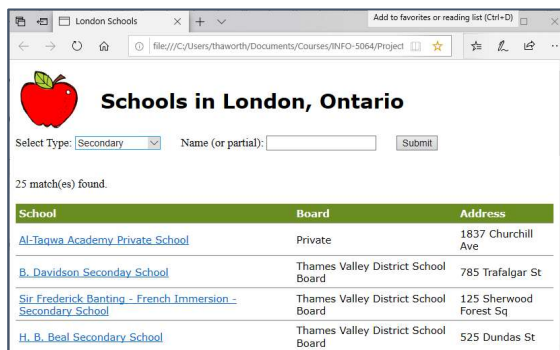 London Schools
Add to favorites or reading list (Ctrl+D)
file:///C:/Users/thaworth/Documents/Courses/INFO-5064/Project
Schools in London, Ontario
Select Type: Secondary Name (or partial): Submit
25 match(es) found.
School Board Address
Al-Taqwa Academy Private School Private 1837 Churchill
Ave
B. Davidson Seconday School Thames Valley District School
Board 785 Trafalgar St
Sir Frederick Banting - French Immersion -
Secondary School Thames Valley District School
Board 125 Sherwood
Forest Sq
H. B. Beal Secondary School Thames Valley District School
Board 525 Dundas St